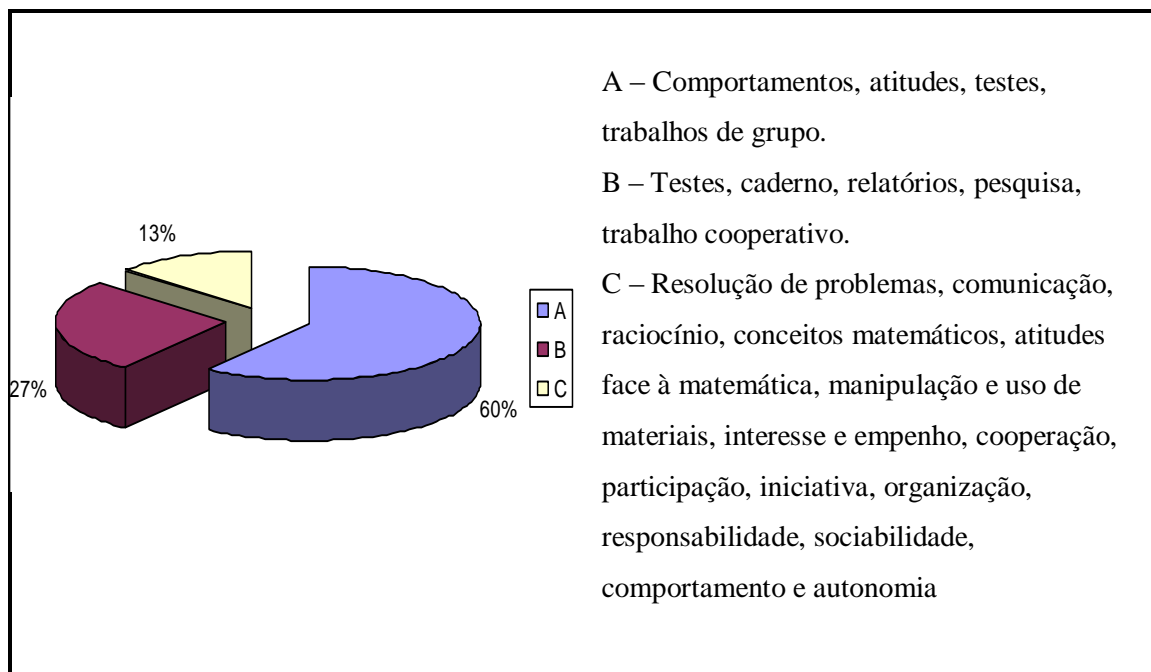 13%
27%
60%
A
B
C
A – Comportamentos, atitudes, testes,
trabalhos de grupo.
B – Testes, caderno, relatórios, pesquisa,
trabalho cooperativo.
C – Resolução de problemas, comunicação,
raciocínio, conceitos matemáticos, atitudes
face à matemática, manipulação e uso de
materiais, interesse e empenho, cooperação,
participação, iniciativa, organização,
responsabilidade, sociabilidade,
comportamento e autonomia